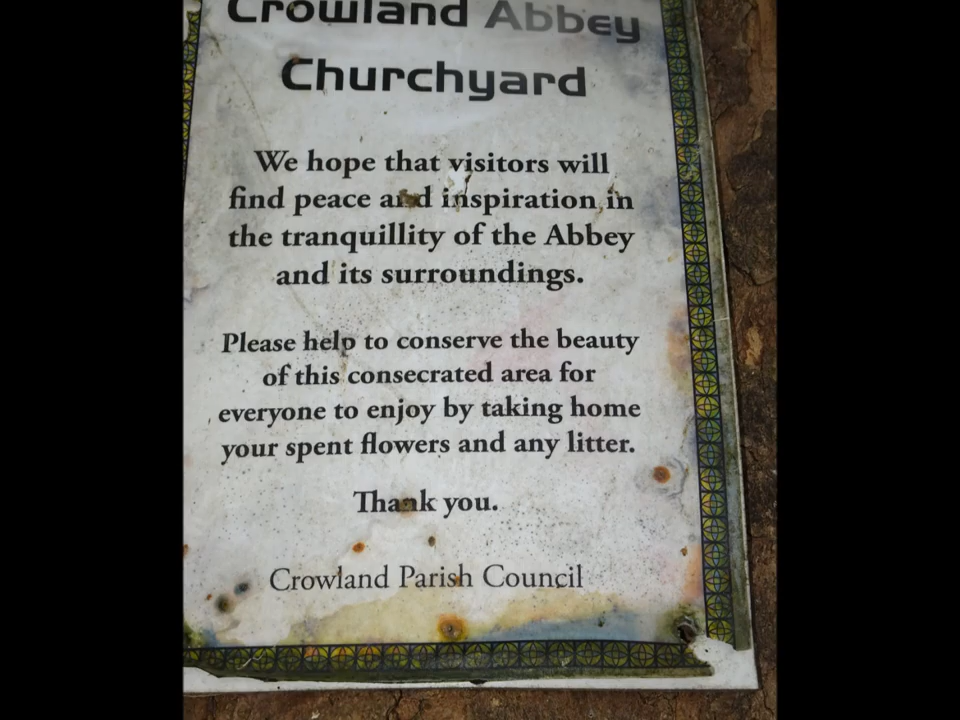 Crowland Abbey
Churchyard
We hope that visitors will
find peace and inspiration in
the tranquillity of the Abbey
and its surroundings.
Please help to conserve the beauty
of this consecrated area for
everyone to enjoy by taking home
your spent flowers and any litter.
Thank you.
Crowland Parish Council